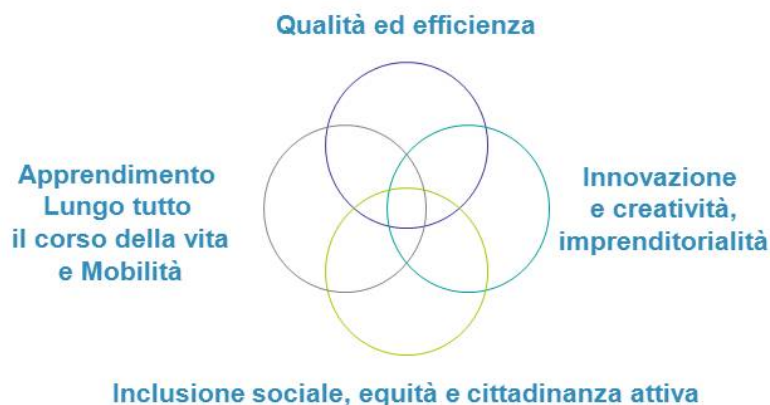 Qualità ed efficienza
Apprendimento
Lungo tutto
il corso della vita
e Mobilità
Innovazione
e creatività,
imprenditorialità
Inclusione sociale, equità e cittadinanza attiva